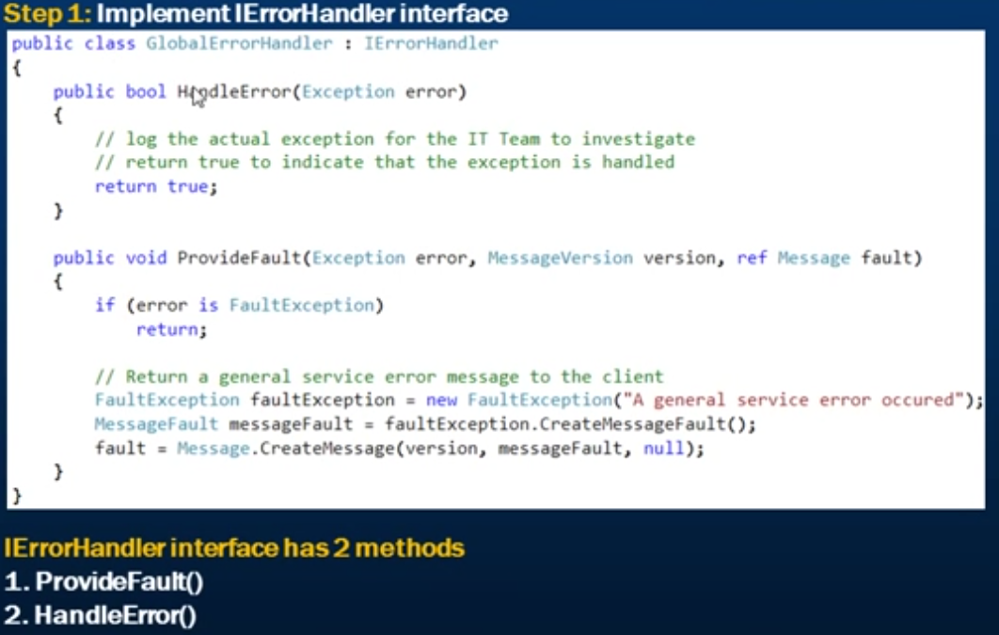 Step 1: Implement IErrorHandler interface
public class GlobalErrorHandler : IErrorHandler
{
    public bool HandleError(Exception error)
    {
        // log the actual exception for the IT Team to investigate
        // return true to indicate that the exception is handled
        return true;
    }
    public void ProvideFault(Exception error, MessageVersion version, ref Message fault)
    {
        if (error is FaultException)
            return;
        // Return a general service error message to the client
        FaultException faultException = new FaultException("A general service error occured");
        MessageFault messageFault = faultException.CreateMessageFault();
        fault = Message.CreateMessage(version, messageFault, null);
    }
}
IErrorHandler interface has 2 methods
1. ProvideFault()
2. HandleError()